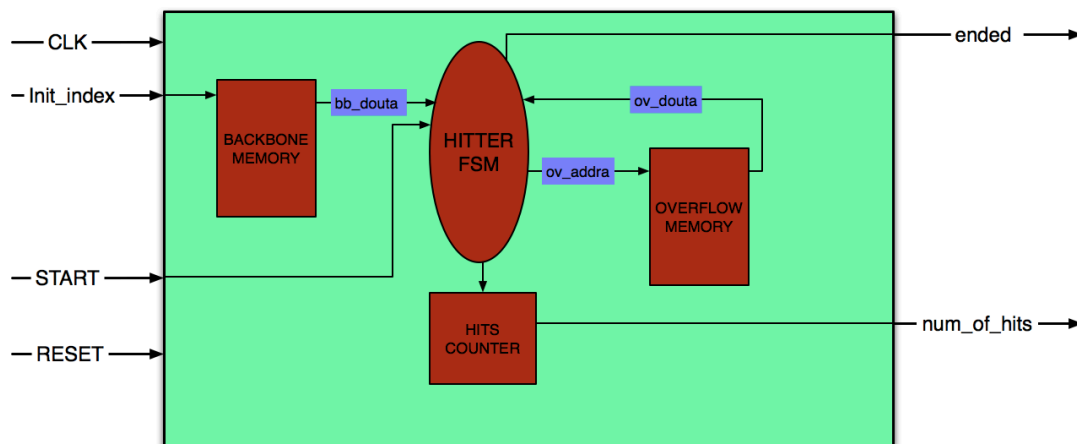 CLK
ended
Init_index
bb_douta
ov_douta
BACKBONE
MEMORY
HITTER
FSM
ov_addra
OVERFLOW
MEMORY
START
HITS
COUNTER
num_of_hits
RESET